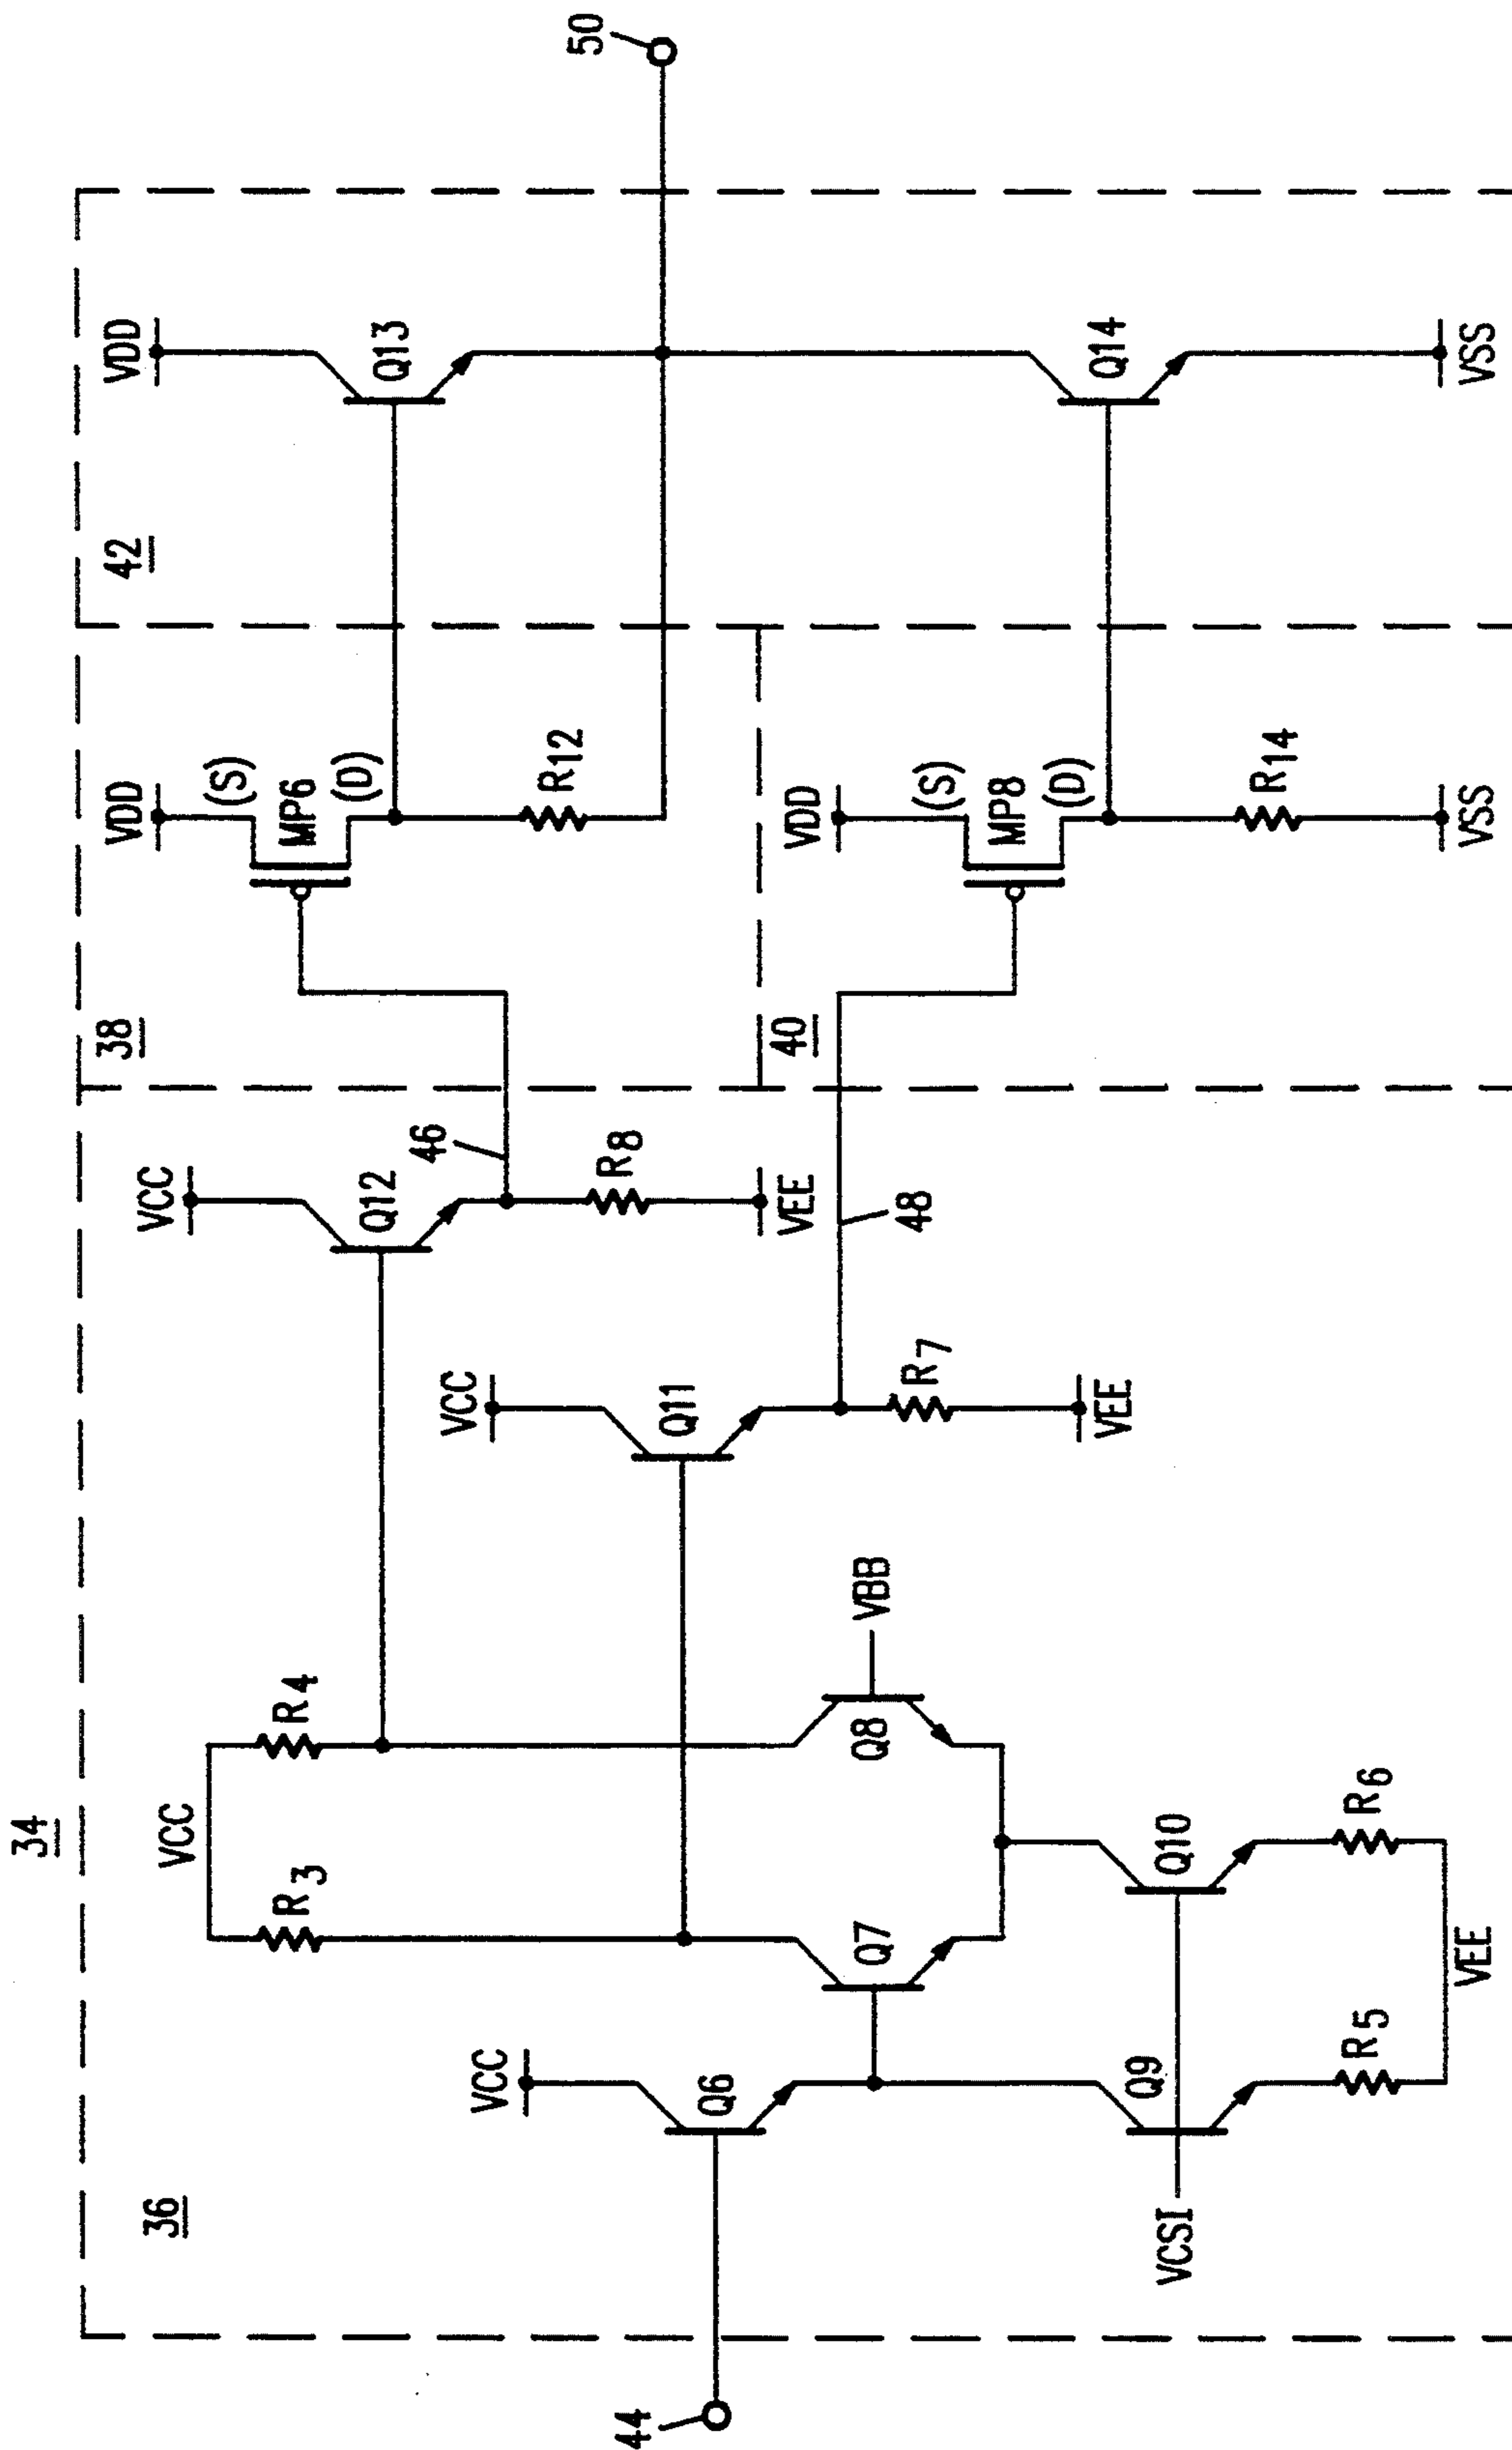 34
36
44
VCC
Q6
VCSI
Q9
R5
VEE
VCC
R3
R4
Q7
Q8
VBB
Q10
R6
VCC
Q11
R7
VEE
48
VCC
Q12
46
R8
VEE
38
VDD
(S)
MP6
(D)
R12
40
VDD
(S)
MP8
(D)
R14
VSS
42
VDD
Q13
Q14
VSS
50